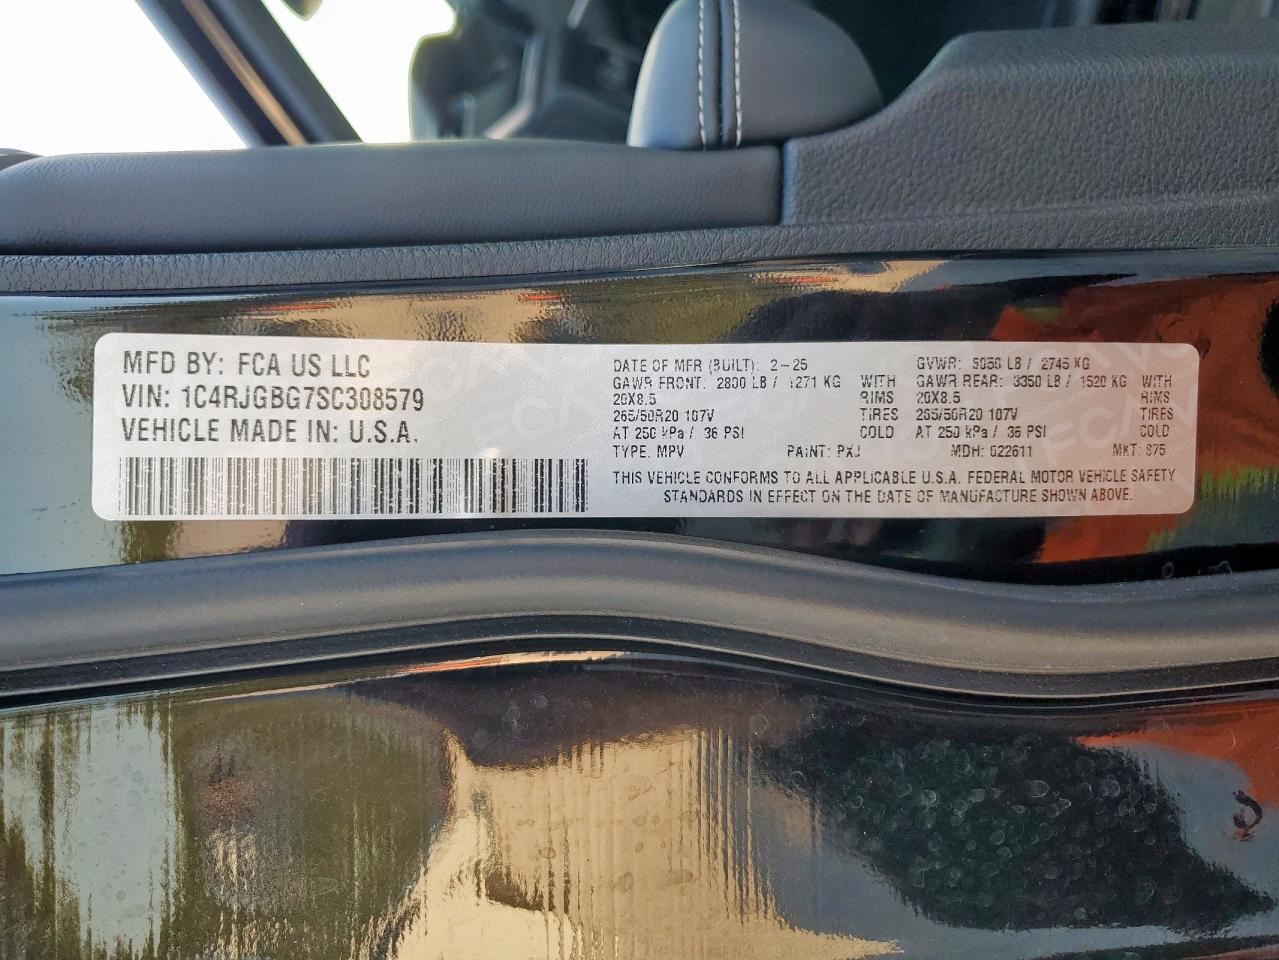 MFD BY: FCA US LLC
VIN: 1C4RJGBG7SC308579
VEHICLE MADE IN: U.S.A.
DATE OF MFR (BUILT): 2-25 GVWR: 6050 LB / 2745 KG
GAWR FRONT: 2800 LB / 1271 KG WITH GAWR REAR: 3350 LB / 1520 KG WITH
20X8.5 RIMS 20X8.5 RIMS
265/50R20 107V TIRES 265/50R20 107V TIRES
AT 250 kPa / 36 PSI COLD AT 250 kPa / 36 PSI COLD
TYPE: MPV PAINT: PXJ MDH: 022611 MKT: 875
THIS VEHICLE CONFORMS TO ALL APPLICABLE U.S.A. FEDERAL MOTOR VEHICLE SAFETY
STANDARDS IN EFFECT ON THE DATE OF MANUFACTURE SHOWN ABOVE.